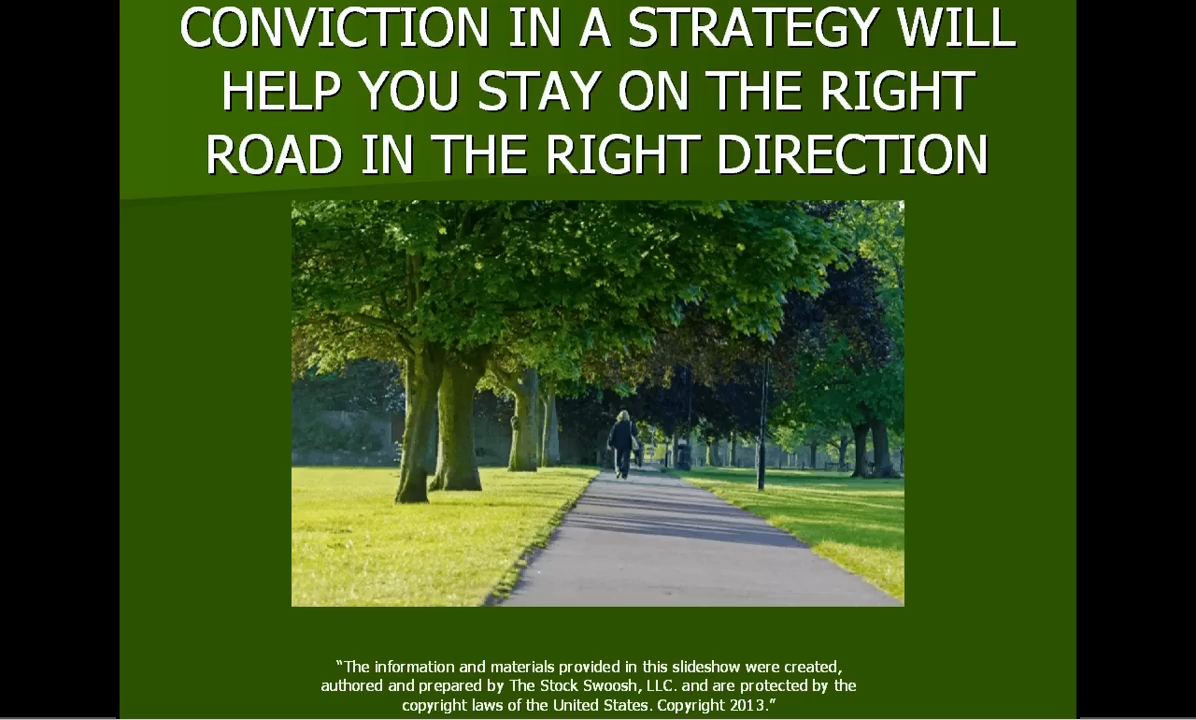 CONVICTION IN A STRATEGY WILL
HELP YOU STAY ON THE RIGHT
ROAD IN THE RIGHT DIRECTION
“The information and materials provided in this slideshow were created,
authored and prepared by The Stock Swoosh, LLC. and are protected by the
copyright laws of the United States. Copyright 2013.”